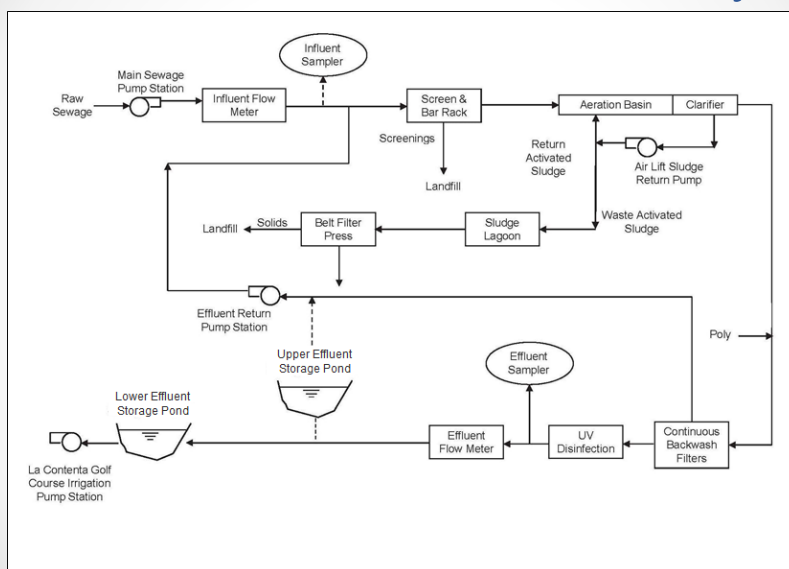 Influent
Sampler
Main Sewage
Pump Station
Raw
Sewage
Influent Flow
Meter
Screen &
Bar Rack
Aeration Basin
Clarifier
Screenings
Landfill
Return
Activated
Sludge
Air Lift Sludge
Return Pump
Waste Activated
Sludge
Landfill
Solids
Belt Filter
Press
Sludge
Lagoon
Effluent Return
Pump Station
Poly
Upper Effluent
Storage Pond
Effluent
Sampler
Lower Effluent
Storage Pond
Effluent
Flow Meter
UV
Disinfection
Continuous
Backwash
Filters
La Contenta Golf
Course Irrigation
Pump Station